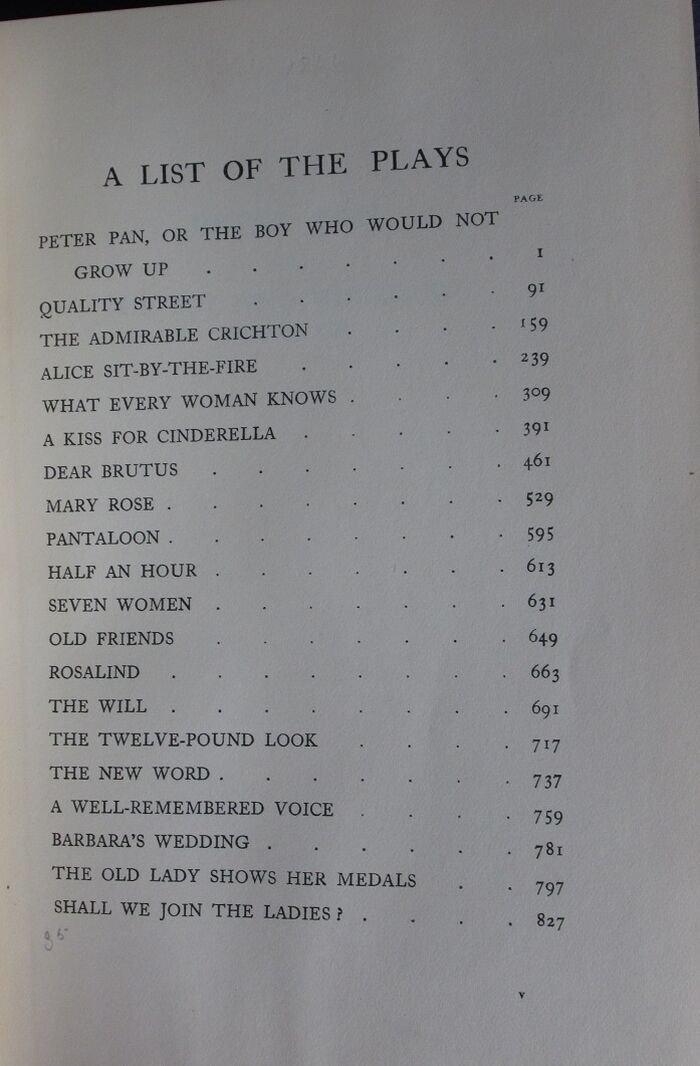 A LIST OF THE PLAYS
PAGE
PETER PAN, OR THE BOY WHO WOULD NOT
GROW UP . . . . . . . 1
QUALITY STREET . . . . . . 91
THE ADMIRABLE CRICHTON . . . . 159
ALICE SIT-BY-THE-FIRE . . . . . 239
WHAT EVERY WOMAN KNOWS . . . . 309
A KISS FOR CINDERELLA . . . . . 391
DEAR BRUTUS . . . . . . . 461
MARY ROSE . . . . . . . . 529
PANTALOON . . . . . . . . 595
HALF AN HOUR . . . . . . . 613
SEVEN WOMEN . . . . . . . 631
OLD FRIENDS . . . . . . . 649
ROSALIND . . . . . . . . 663
THE WILL . . . . . . . . 691
THE TWELVE-POUND LOOK . . . . 717
THE NEW WORD . . . . . . . 737
A WELL-REMEMBERED VOICE . . . . 759
BARBARA'S WEDDING . . . . . . 781
THE OLD LADY SHOWS HER MEDALS . . 797
SHALL WE JOIN THE LADIES? . . . . 827
v